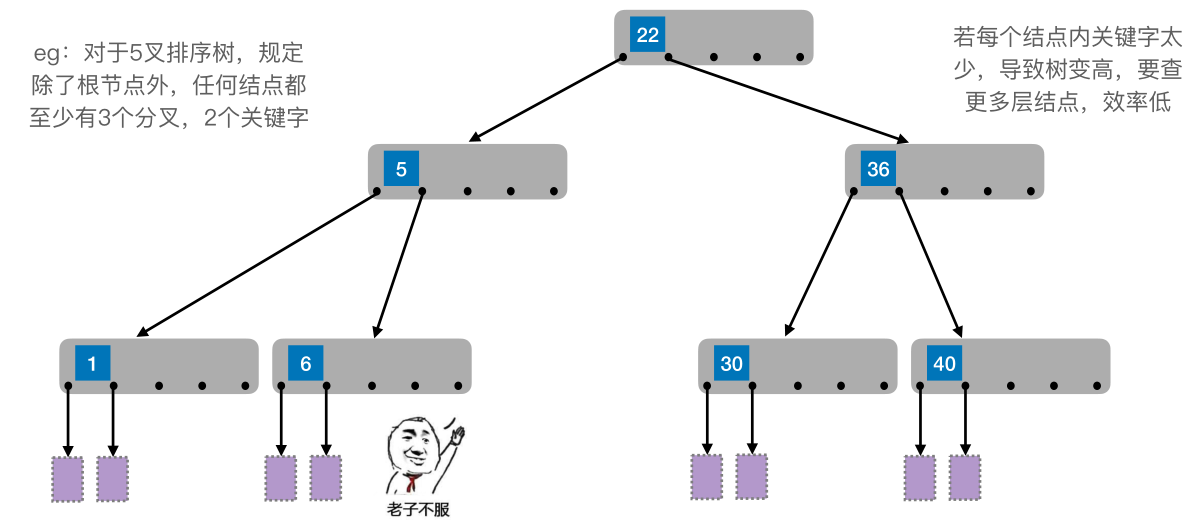 eg：对于5叉排序树，规定
除了根节点外，任何结点都
至少有3个分叉，2个关键字
22
若每个结点内关键字太
少，导致树变高，要查
更多层结点，效率低
5
36
1
6
30
40
老子不服